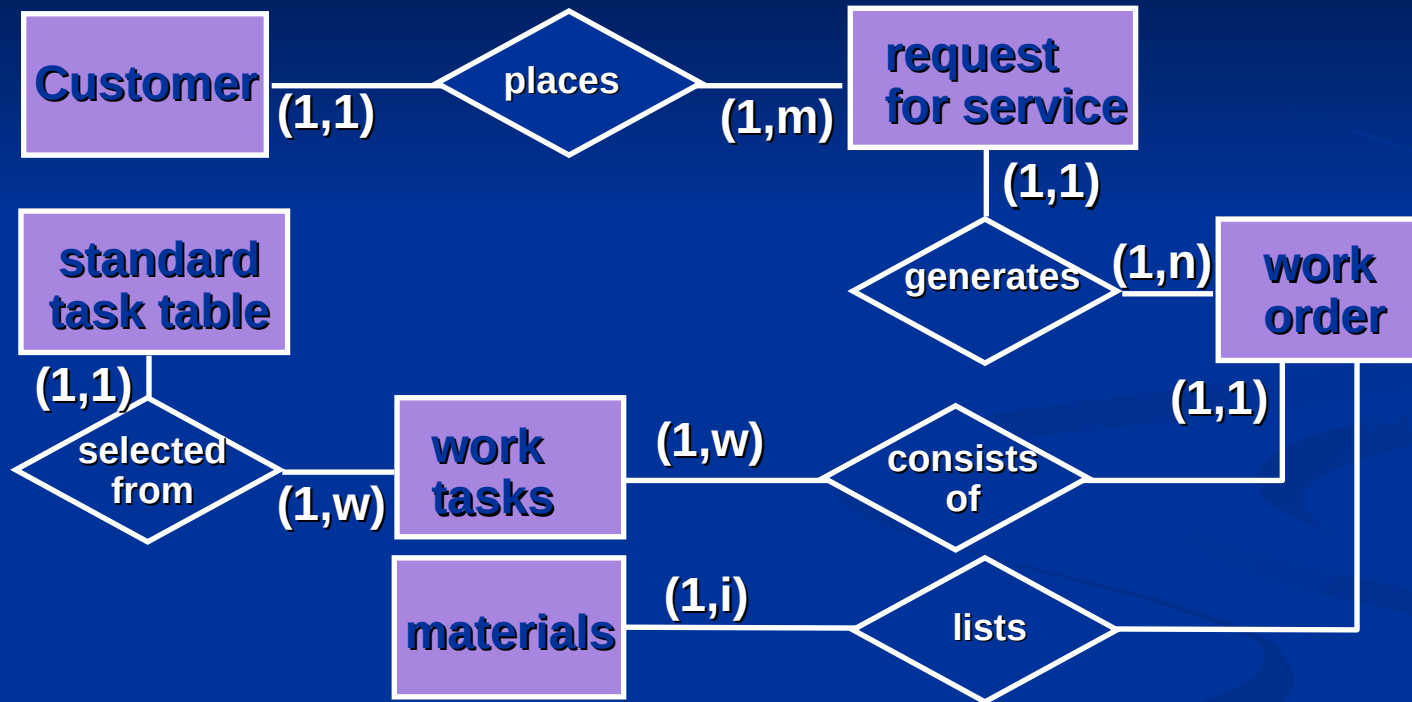 Customer
(1,1)
places
(1,m)
request
for service
(1,1)
standard
task table
generates
(1,n)
work
order
(1,1)
(1,1)
selected
from
(1,w)
work
tasks
(1,w)
consists
of
materials
(1,i)
lists